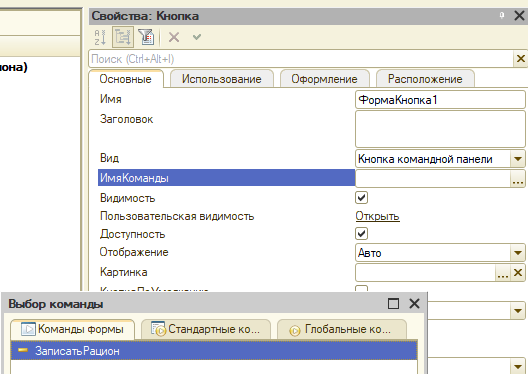 Свойства: Кнопка
Поиск (Ctrl+Alt+I)
она)
Основные Использование Оформление Расположение
Имя ФормаКнопка1
Заголовок
Вид Кнопка командной панели
ИмяКоманды ...
Видимость
Пользовательская видимость Открыть
Доступность
Отображение Авто
Картинка ...
Выбор команды
Команды формы Стандартные ко... Глобальные ко...
ЗаписатьРацион